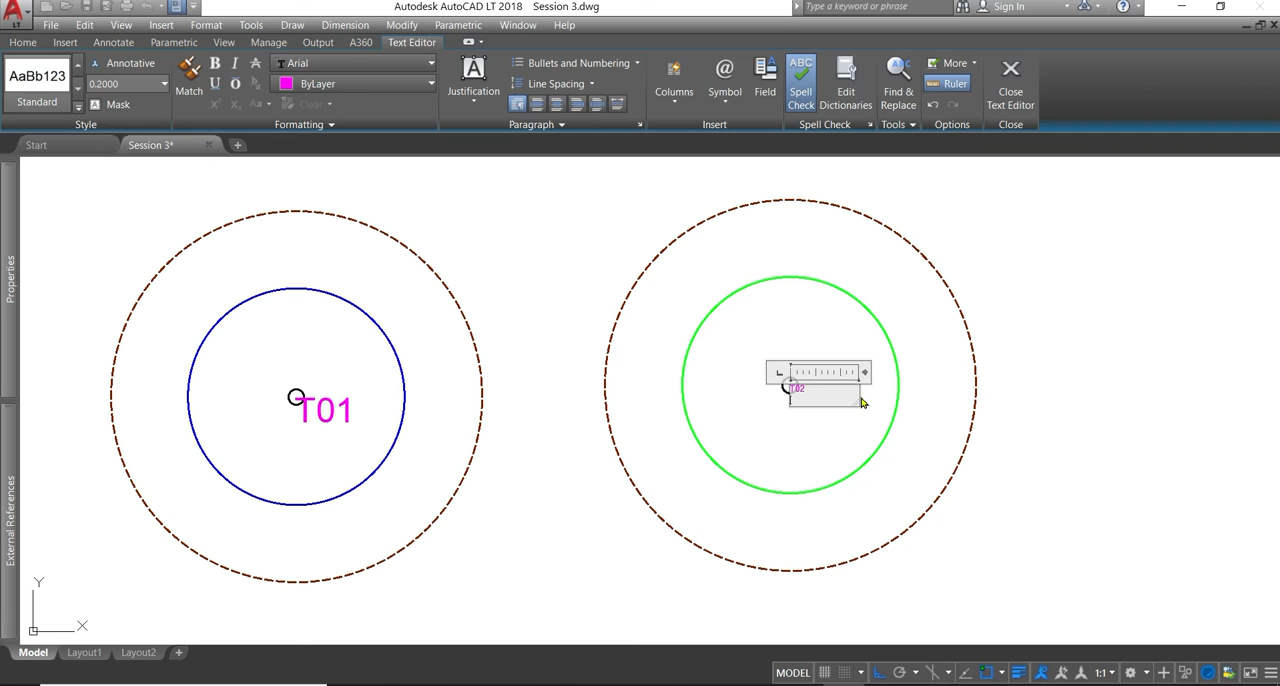 Autodesk AutoCAD LT 2018 Session 3.dwg
Type a keyword or phrase
Sign In
LT
File Edit View Insert Format Tools Draw Dimension Modify Parametric Window Help
Home Insert Annotate Parametric View Manage Output A360 Text Editor
AaBb123
Standard
Annotative
0.2000
Mask
Style
Match
Arial
ByLayer
Clear
Formatting
Justification
Bullets and Numbering
Line Spacing
Paragraph
Columns
Symbol
Field
Insert
ABC
Spell
Check
Edit
Dictionaries
Spell Check
Find &
Replace
Tools
More
Ruler
Options
Close
Text Editor
Close
Start
Session 3*
Properties
External References
T01
T02
Y
X
Model Layout1 Layout2
MODEL
1:1